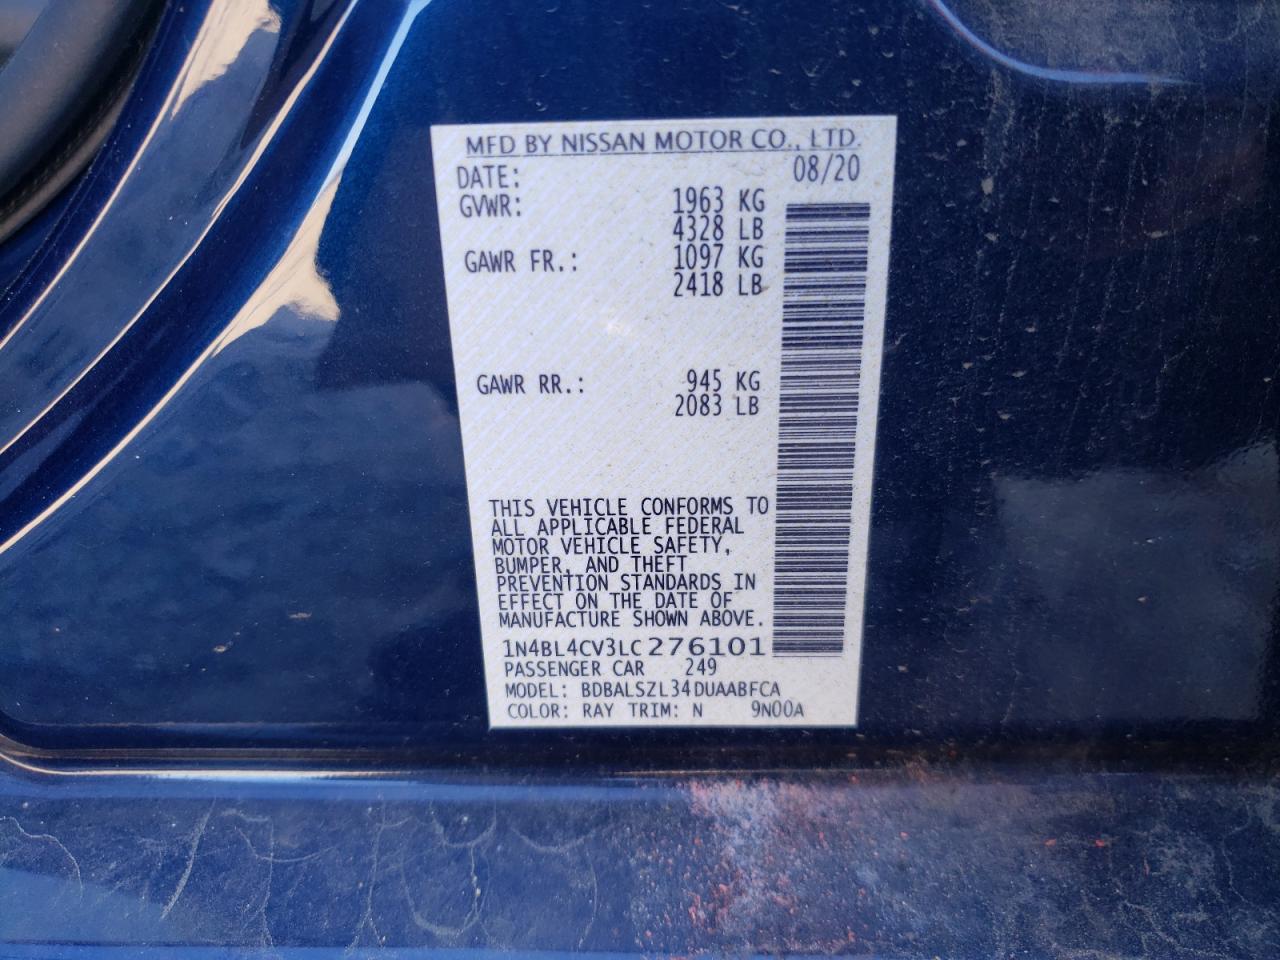 MFD BY NISSAN MOTOR CO., LTD.
DATE: 08/20
GVWR: 1963 KG
4328 LB
GAWR FR.: 1097 KG
2418 LB
GAWR RR.: 945 KG
2083 LB
THIS VEHICLE CONFORMS TO
ALL APPLICABLE FEDERAL
MOTOR VEHICLE SAFETY,
BUMPER, AND THEFT
PREVENTION STANDARDS IN
EFFECT ON THE DATE OF
MANUFACTURE SHOWN ABOVE.
1N4BL4CV3LC276101
PASSENGER CAR 249
MODEL: BDBALSZL34DUAABFCA
COLOR: RAY TRIM: N 9N00A